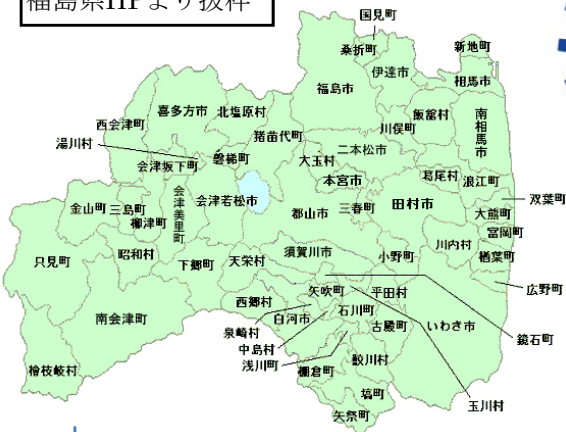 福島県HPより抜粋
国見町
桑折町
新地町
伊達市
相馬市
福島市
喜多方市
北塩原村
飯舘村
南相馬市
西会津町
猪苗代町
川俣町
湯川村
磐梯町
二本松市
大玉村
会津坂下町
本宮市
葛尾村
浪江町
双葉町
会津若松市
会津美里町
金山町
三島町
柳津町
郡山市
三春町
田村市
大熊町
富岡町
川内村
楢葉町
只見町
昭和村
下郷町
天栄村
須賀川市
小野町
広野町
矢吹町
平田村
西郷村
石川町
南会津町
白河市
古殿町
いわき市
泉崎村
鏡石町
中島村
浅川町
鮫川村
檜枝岐村
棚倉町
塙町
玉川村
矢祭町